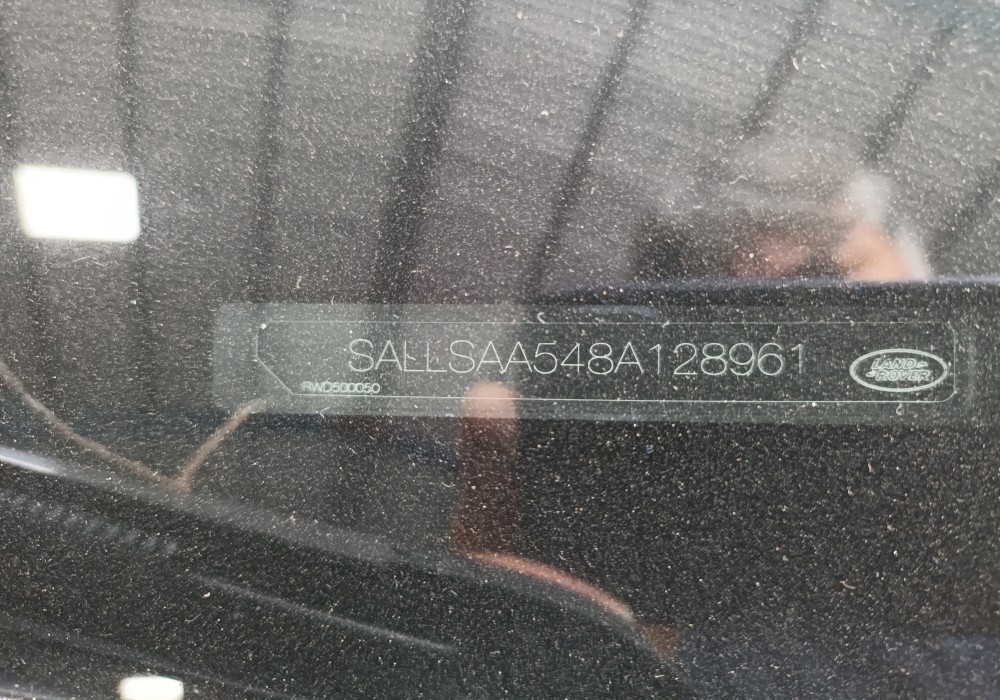 SALLSAA548A128961
RWD500050
LAND-
-ROVER